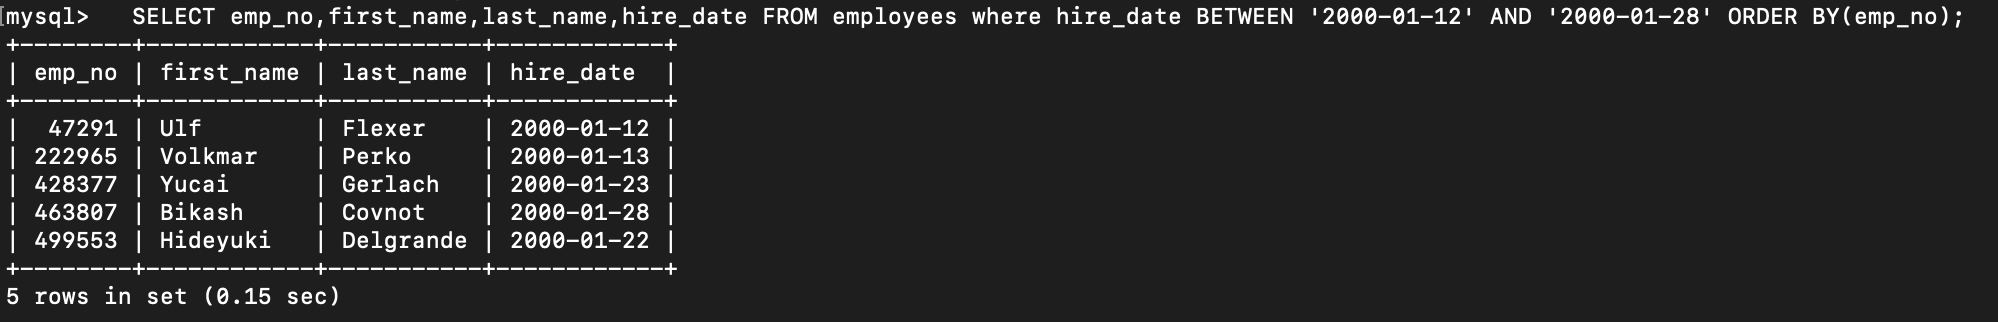 mysql>   SELECT emp_no,first_name,last_name,hire_date FROM employees where hire_date BETWEEN '2000-01-12' AND '2000-01-28' ORDER BY(emp_no);
+--------+------------+-----------+------------+
| emp_no | first_name | last_name | hire_date  |
+--------+------------+-----------+------------+
|  47291 | Ulf        | Flexer    | 2000-01-12 |
| 222965 | Volkmar    | Perko     | 2000-01-13 |
| 428377 | Yucai      | Gerlach   | 2000-01-23 |
| 463807 | Bikash     | Covnot    | 2000-01-28 |
| 499553 | Hideyuki   | Delgrande | 2000-01-22 |
+--------+------------+-----------+------------+
5 rows in set (0.15 sec)